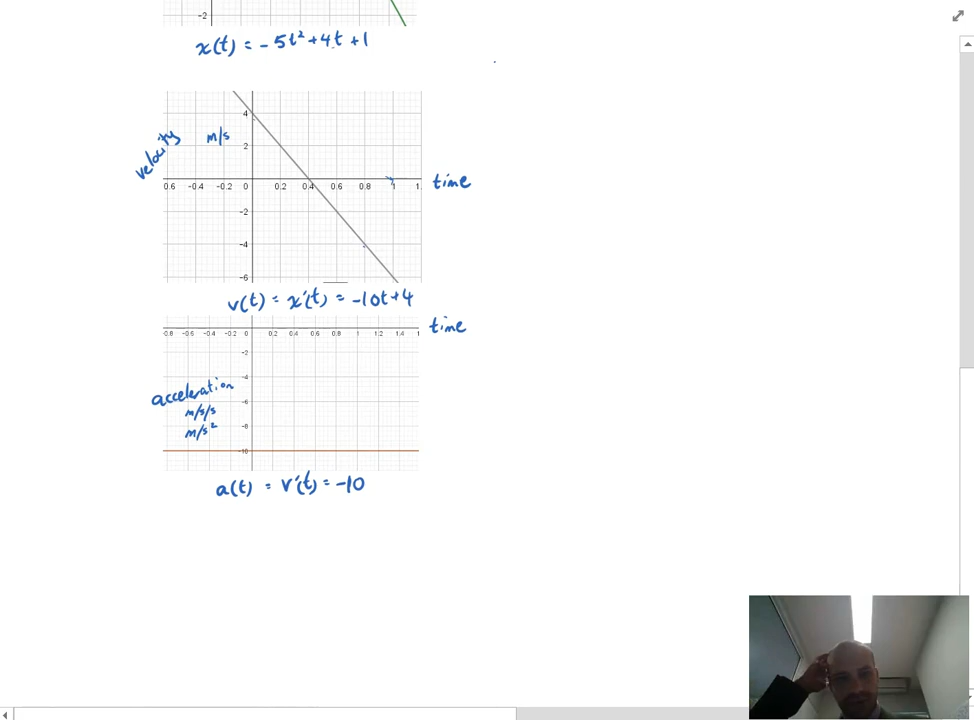 -2
x(t) = -5t²+4t+1
velocity
m/s
4
2
0.6 -0.4 -0.2 0 0.2 0.4 0.6 0.8 1 1.
time
-2
-4
-6
v(t) = x'(t) = -10t+4
-0.8 -0.6 -0.4 -0.2 0 0.2 0.4 0.6 0.8 1 1.2 1.4 1
time
-2
-4
acceleration
-6
m/s/s
-8
m/s²
-10
a(t) = v'(t) = -10